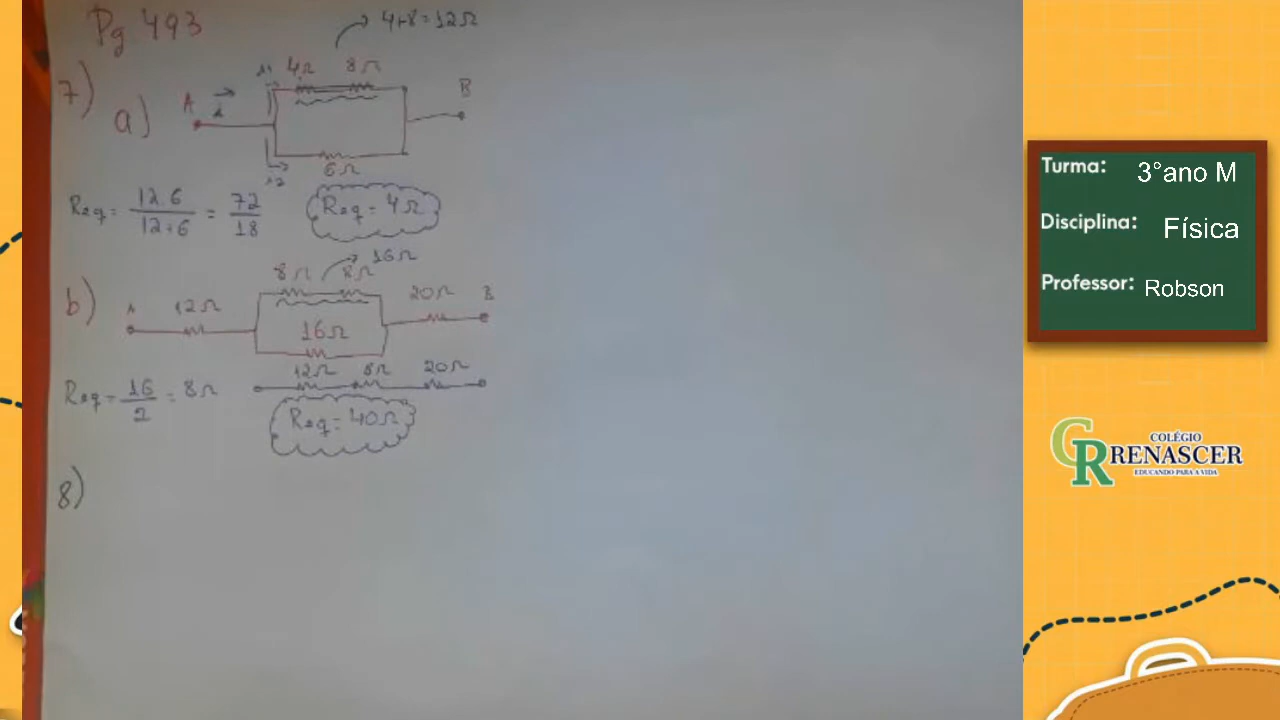 Pg 493
4+8=12Ω
7)
a)
A
i
i1
4Ω
8Ω
B
i2
6Ω
Req = 12.6 / 12+6 = 72 / 18
Req = 4Ω
b)
A
12Ω
8Ω
8Ω
16Ω
16Ω
20Ω
B
Req = 16 / 2 = 8Ω
12Ω
8Ω
20Ω
Req = 40Ω
8)
Turma: 3°ano M
Disciplina: Física
Professor: Robson
CR
COLÉGIO
RENASCER
EDUCANDO PARA A VIDA